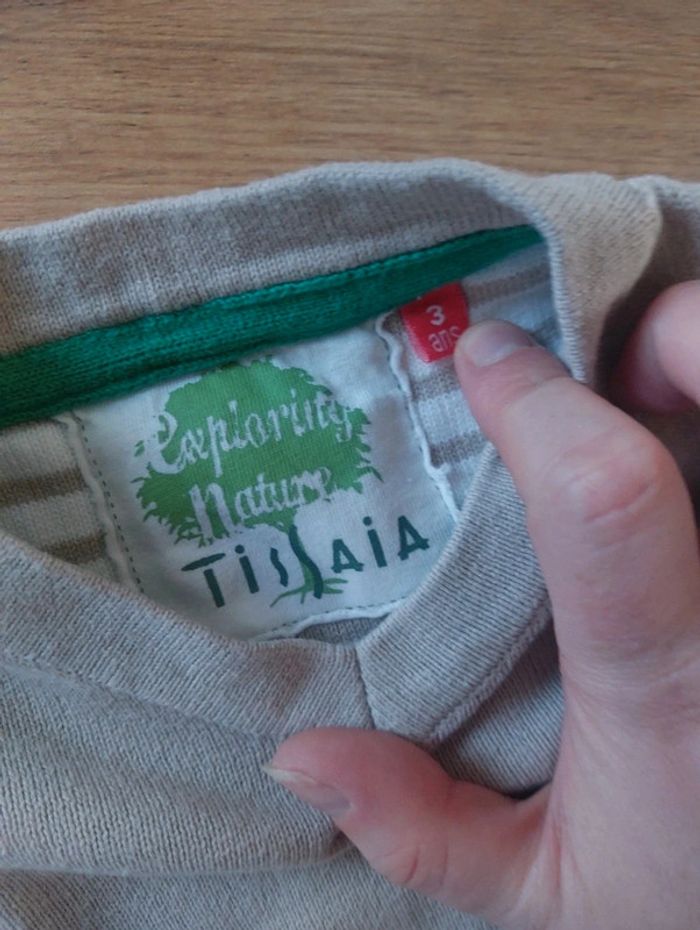 Exploring
Nature
TISSAIA
3
ans